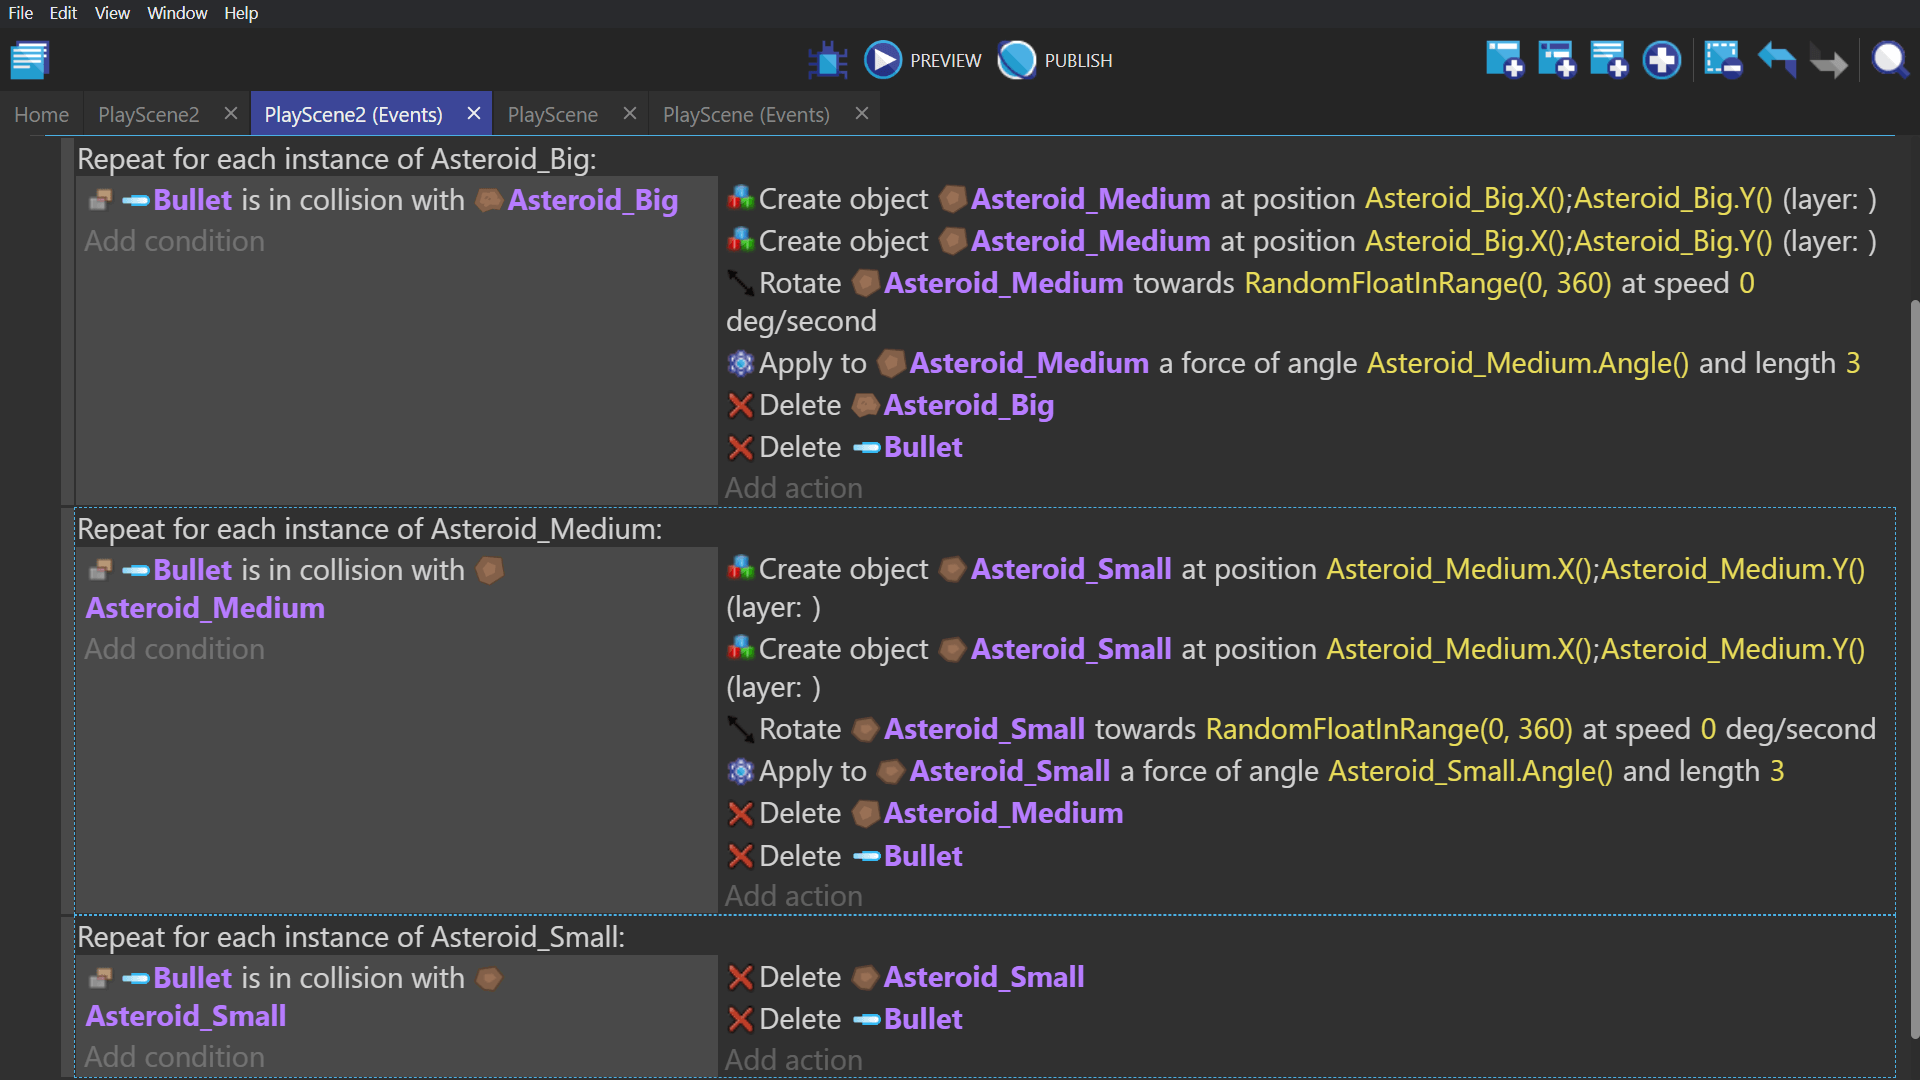 File Edit View Window Help
PREVIEW PUBLISH
Home PlayScene2 PlayScene2 (Events) PlayScene PlayScene (Events)
Repeat for each instance of Asteroid_Big:
Bullet is in collision with Asteroid_Big
Add condition
Create object Asteroid_Medium at position Asteroid_Big.X();Asteroid_Big.Y() (layer: )
Create object Asteroid_Medium at position Asteroid_Big.X();Asteroid_Big.Y() (layer: )
Rotate Asteroid_Medium towards RandomFloatInRange(0, 360) at speed 0
deg/second
Apply to Asteroid_Medium a force of angle Asteroid_Medium.Angle() and length 3
Delete Asteroid_Big
Delete Bullet
Add action
Repeat for each instance of Asteroid_Medium:
Bullet is in collision with
Asteroid_Medium
Add condition
Create object Asteroid_Small at position Asteroid_Medium.X();Asteroid_Medium.Y()
(layer: )
Create object Asteroid_Small at position Asteroid_Medium.X();Asteroid_Medium.Y()
(layer: )
Rotate Asteroid_Small towards RandomFloatInRange(0, 360) at speed 0 deg/second
Apply to Asteroid_Small a force of angle Asteroid_Small.Angle() and length 3
Delete Asteroid_Medium
Delete Bullet
Add action
Repeat for each instance of Asteroid_Small:
Bullet is in collision with
Asteroid_Small
Add condition
Delete Asteroid_Small
Delete Bullet
Add action